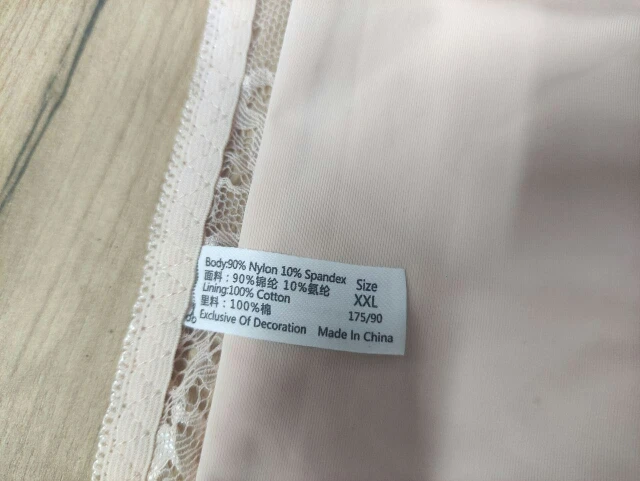 Body:90% Nylon 10% Spandex
面料：90%锦纶 10%氨纶
Lining:100% Cotton
里料：100%棉
Exclusive Of Decoration
Size
XXL
175/90
Made In China